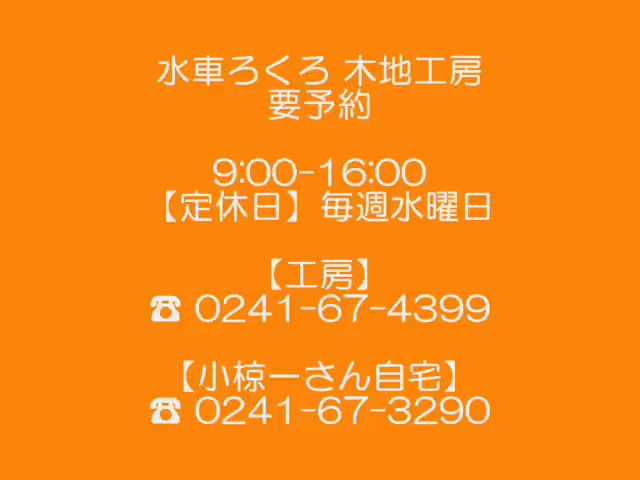 水車ろくろ 木地工房
要予約
9:00-16:00
【定休日】毎週水曜日
【工房】
☎ 0241-67-4399
【小椋一さん自宅】
☎ 0241-67-3290